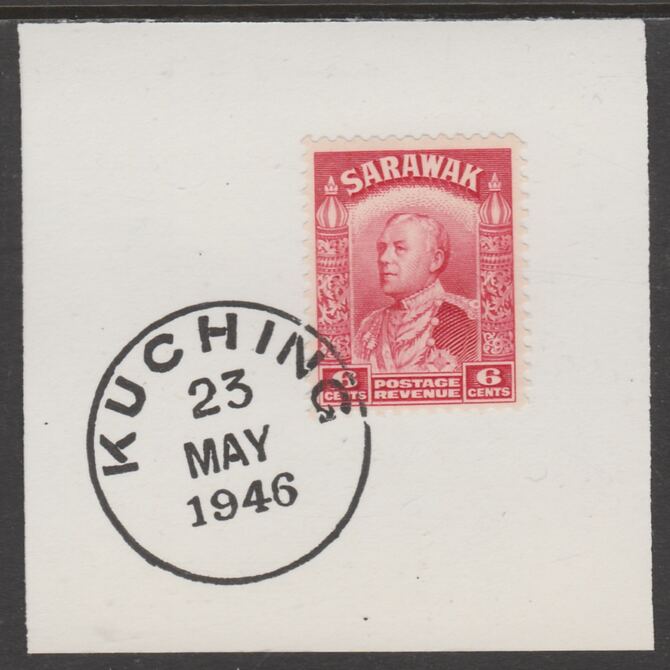 SARAWAK
6 CENTS POSTAGE REVENUE 6 CENTS
KUCHING
23
MAY
1946